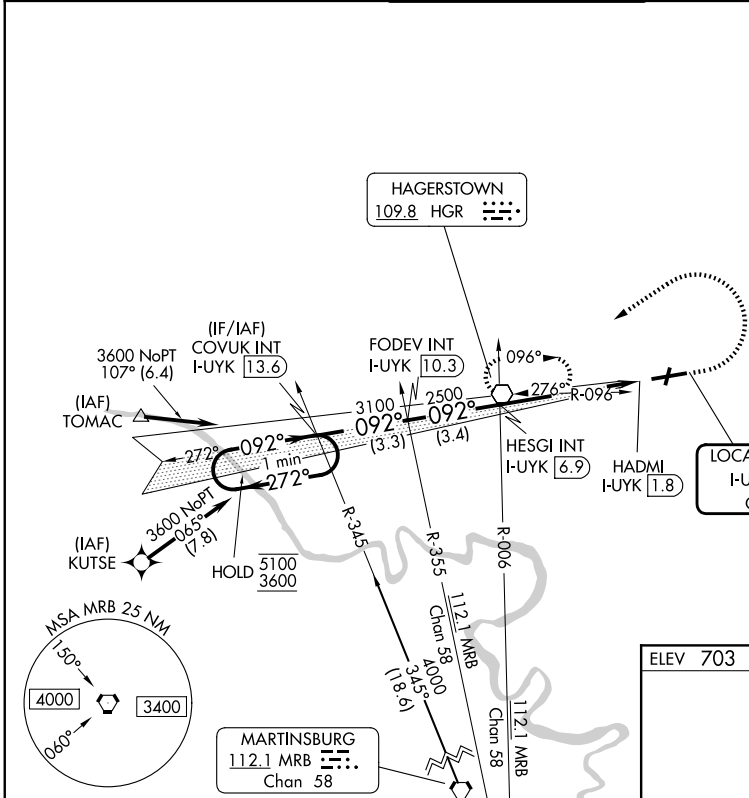 HAGERSTOWN
109.8 HGR
(IF/IAF)
COVUK INT
I-UYK 13.6
FODEV INT
I-UYK 10.3
3600 NoPT
107° (6.4)
(IAF)
TOMAC
096°
276°
R-096
3100
2500
092°
092°
092°
(3.3)
(3.4)
272°
1 min
272°
HESGI INT
I-UYK 6.9
HADMI
I-UYK 1.8
LOCA
I-U
3600 NoPT
065°
(7.8)
(IAF)
KUTSE
HOLD 5100
3600
R-345
R-355
R-006
112.1 MRB
Chan 58
112.1 MRB
Chan 58
4000
345°
(18.6)
MSA MRB 25 NM
150°
4000
3400
060°
MARTINSBURG
112.1 MRB
Chan 58
ELEV 703